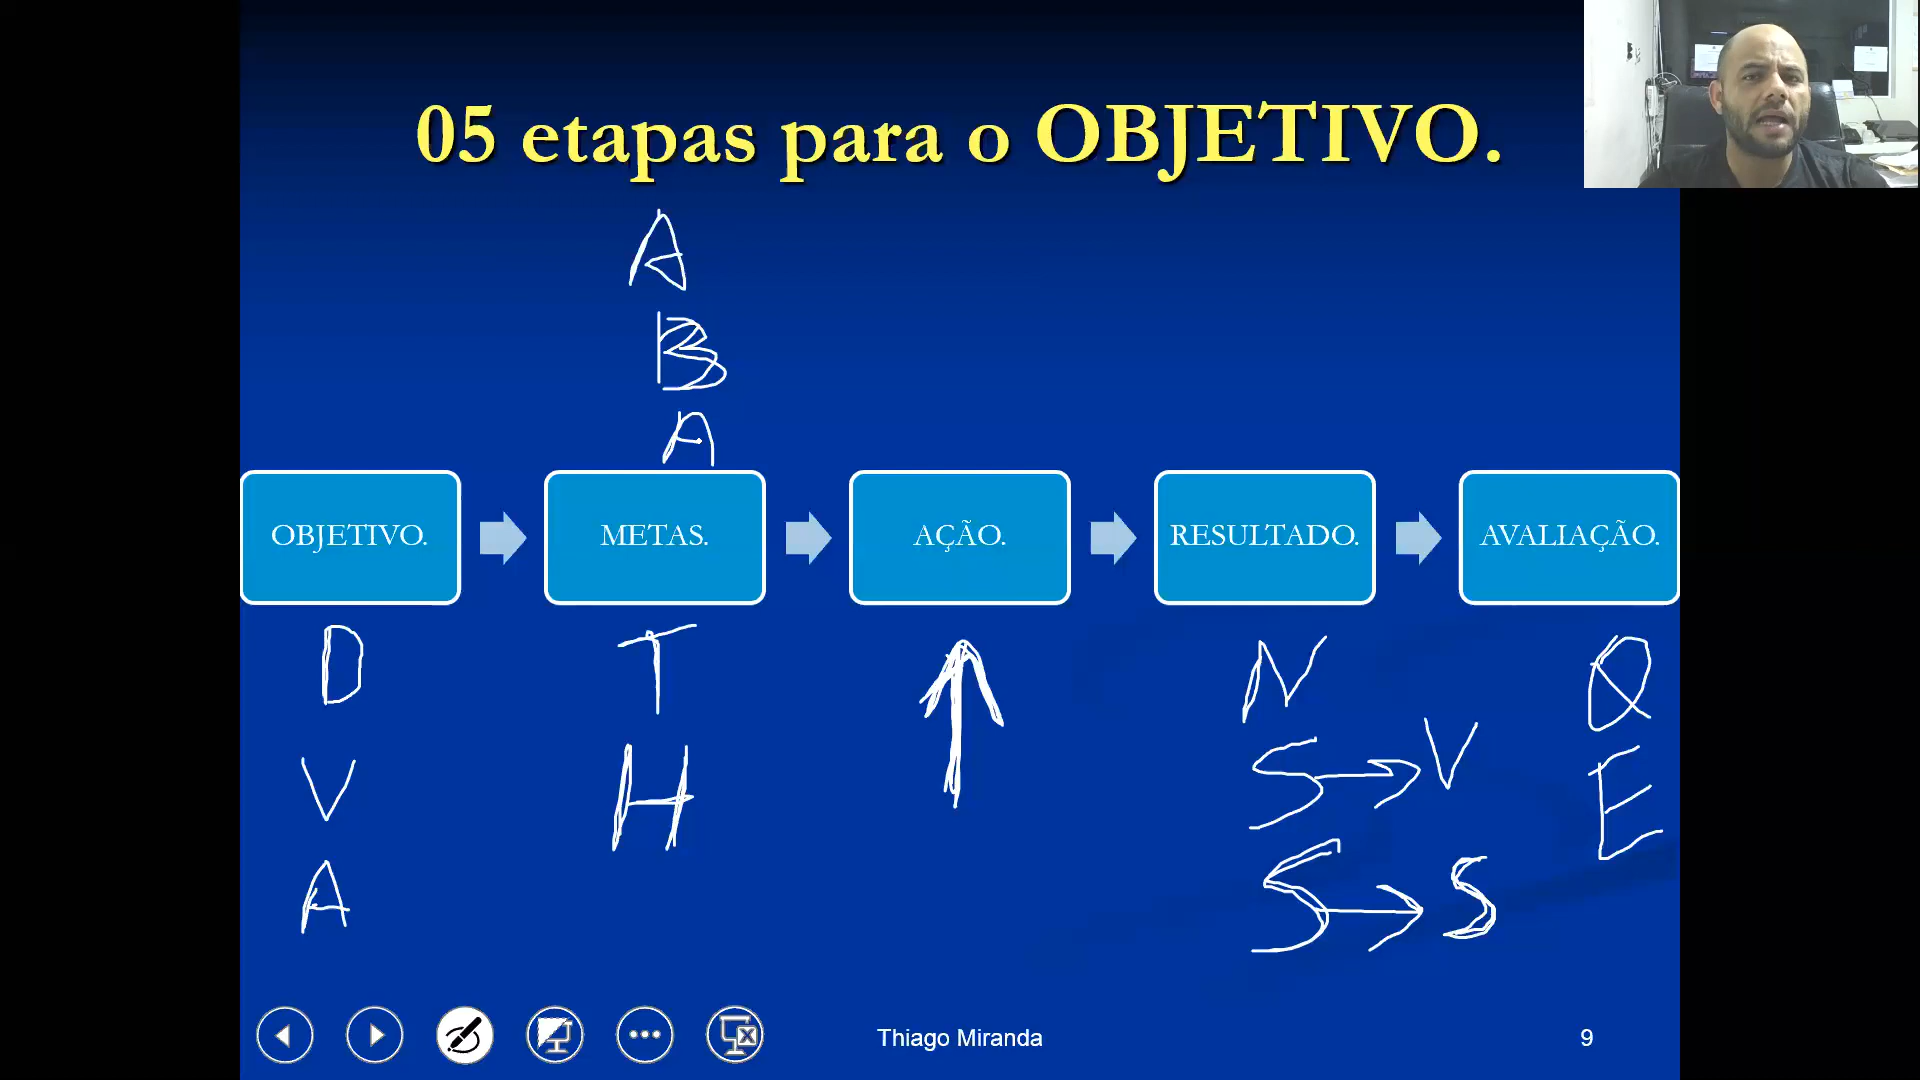 05 etapas para o OBJETIVO.
A
B
A
OBJETIVO.
METAS.
AÇÃO.
RESULTADO.
AVALIAÇÃO.
D
V
A
T
H
N
S → V
S → S
Q
E
Thiago Miranda
9